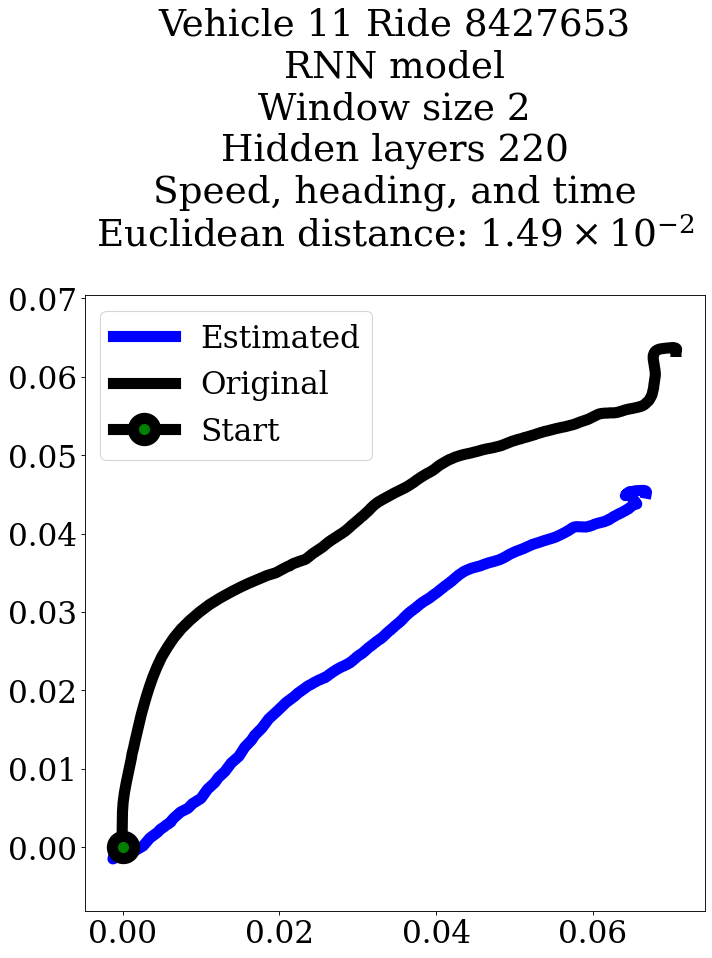 Vehicle 11 Ride 8427653
RNN model
Window size 2
Hidden layers 220
Speed, heading, and time
Euclidean distance: 1.49 × 10⁻²
0.07
0.06
0.05
0.04
0.03
0.02
0.01
0.00
Estimated
Original
Start
0.00 0.02 0.04 0.06